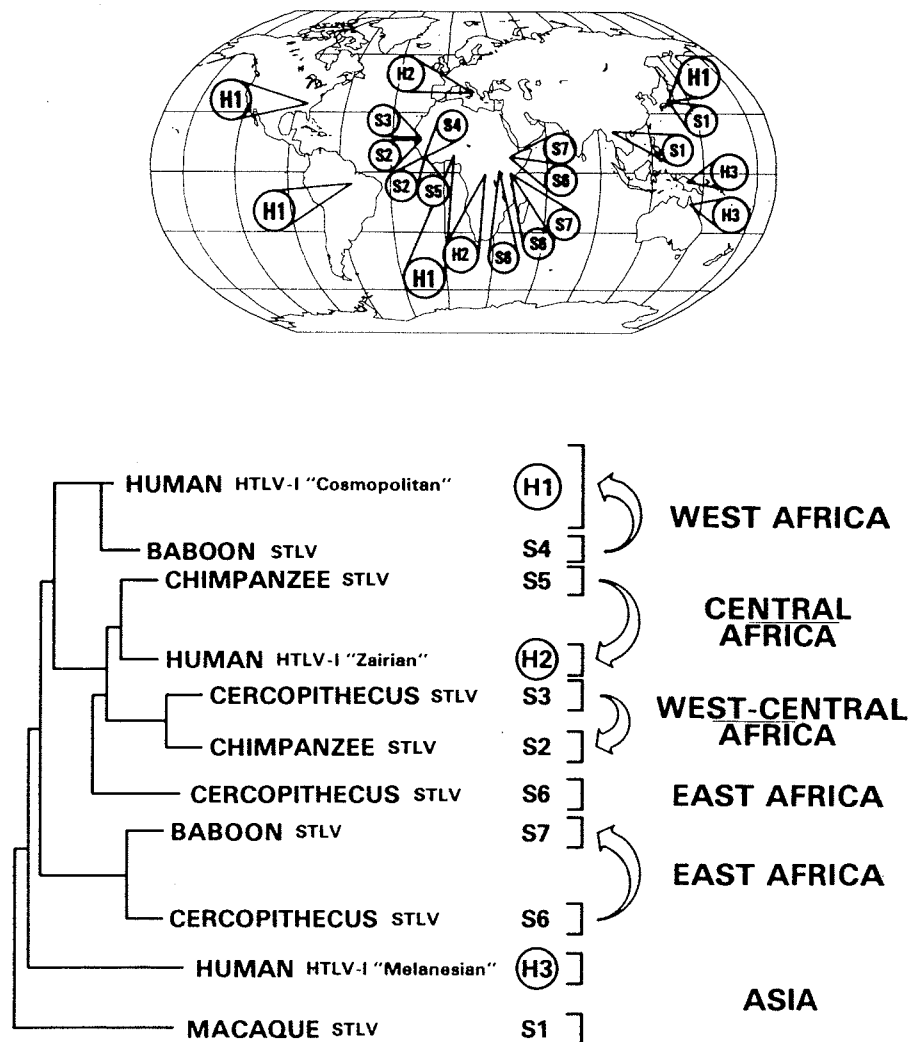 H2
H1
H1
S3
S4
S1
S2
S7
S1
S2
S5
S6
H3
H1
H3
S7
H2
S6
S6
H1
HUMAN HTLV-I "Cosmopolitan" H1
WEST AFRICA
BABOON STLV S4
CHIMPANZEE STLV S5
CENTRAL
AFRICA
HUMAN HTLV-I "Zairian" H2
CERCOPITHECUS STLV S3
WEST-CENTRAL
AFRICA
CHIMPANZEE STLV S2
CERCOPITHECUS STLV S6 EAST AFRICA
BABOON STLV S7
EAST AFRICA
CERCOPITHECUS STLV S6
HUMAN HTLV-I "Melanesian" H3
ASIA
MACAQUE STLV S1